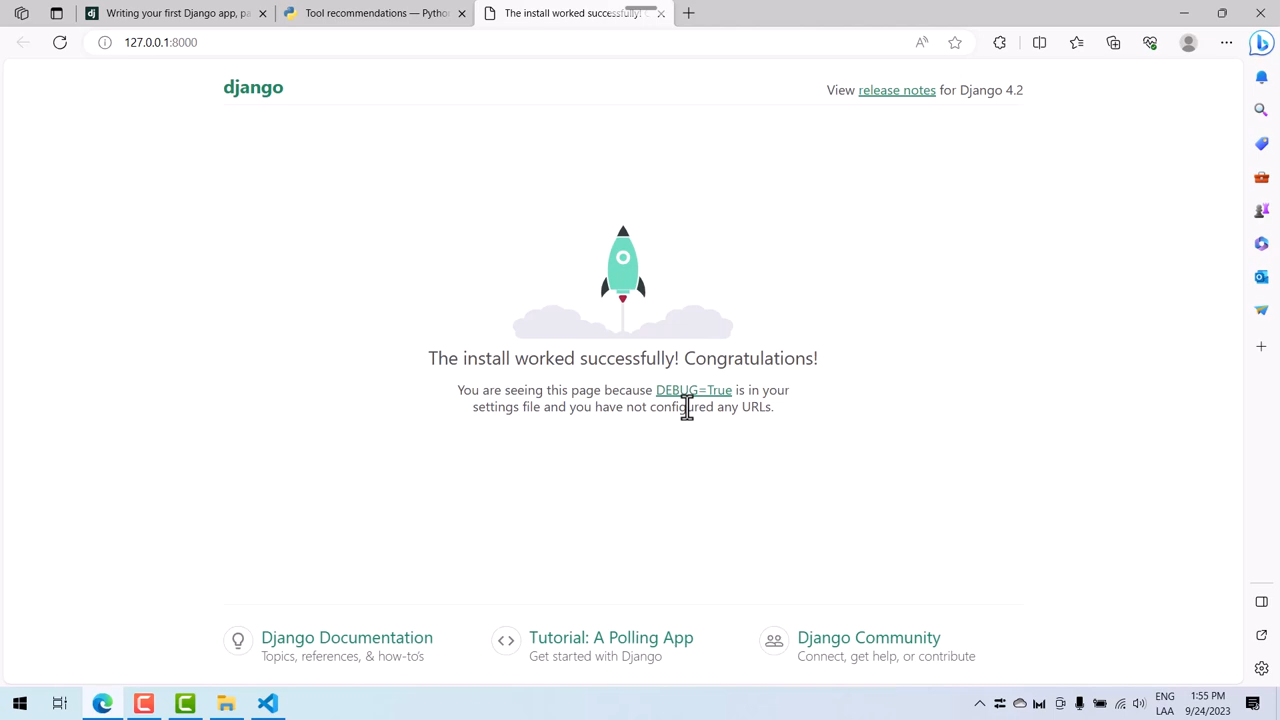 Writing your first Django app, pa
Tool recommendations — Python
The install worked successfully! C
127.0.0.1:8000
django
View release notes for Django 4.2
The install worked successfully! Congratulations!
You are seeing this page because DEBUG=True is in your
settings file and you have not configured any URLs.
Django Documentation
Topics, references, & how-to's
Tutorial: A Polling App
Get started with Django
Django Community
Connect, get help, or contribute
ENG
LAA
1:55 PM
9/24/2023